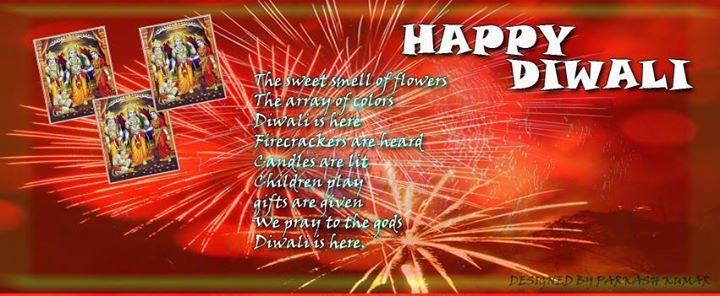 HAPPY
DIWALI
The sweet smell of flowers
The array of colors
Diwali is here
Firecrackers are heard
Candles are lit
Children play
gifts are given
We pray to the gods
Diwali is here.
DESIGNED BY PARKASH KUMAR